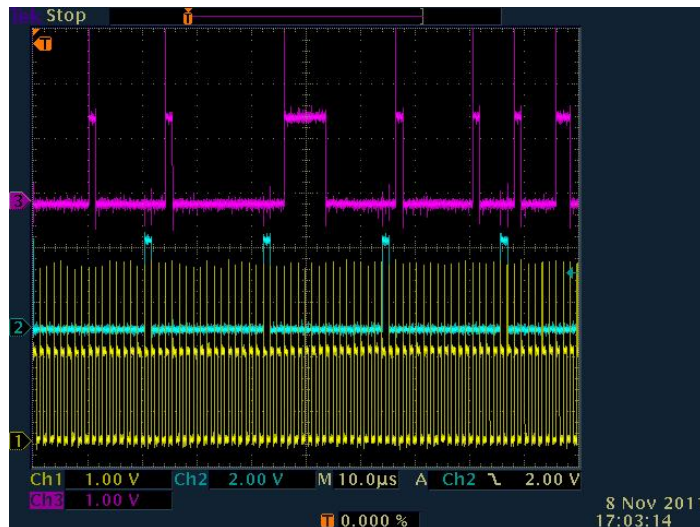 Tek Stop
T
T
3
2
1
Ch1 1.00 V Ch2 2.00 V M 10.0µs A Ch2 2.00 V
Ch3 1.00 V
T 0.000 %
8 Nov 201
17:03:14